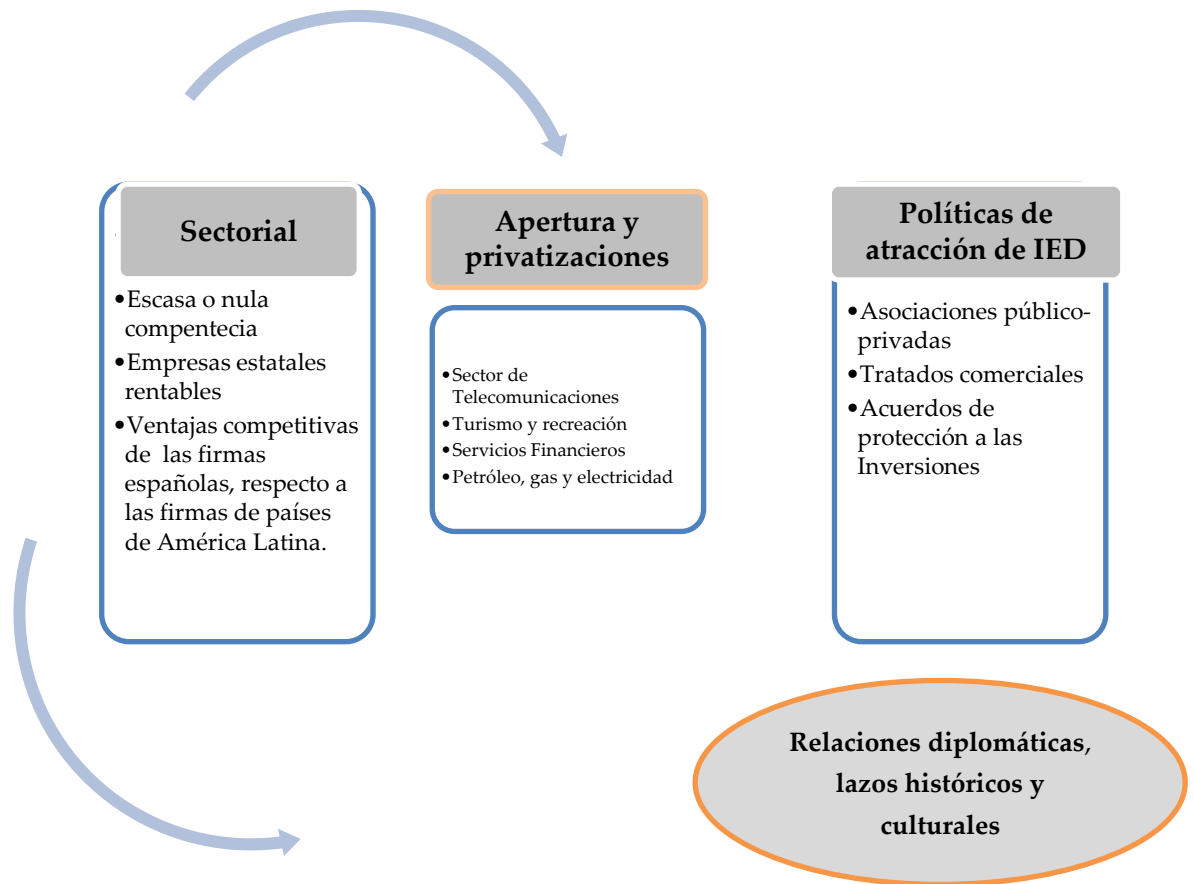 Sectorial
•Escasa o nula
compentecia
•Empresas estatales
rentables
•Ventajas competitivas
de las firmas
españolas, respecto a
las firmas de países
de América Latina.
Apertura y
privatizaciones
•Sector de
Telecomunicaciones
•Turismo y recreación
•Servicios Financieros
•Petróleo, gas y electricidad
Políticas de
atracción de IED
•Asociaciones público-
privadas
•Tratados comerciales
•Acuerdos de
protección a las
Inversiones
Relaciones diplomáticas,
lazos históricos y
culturales